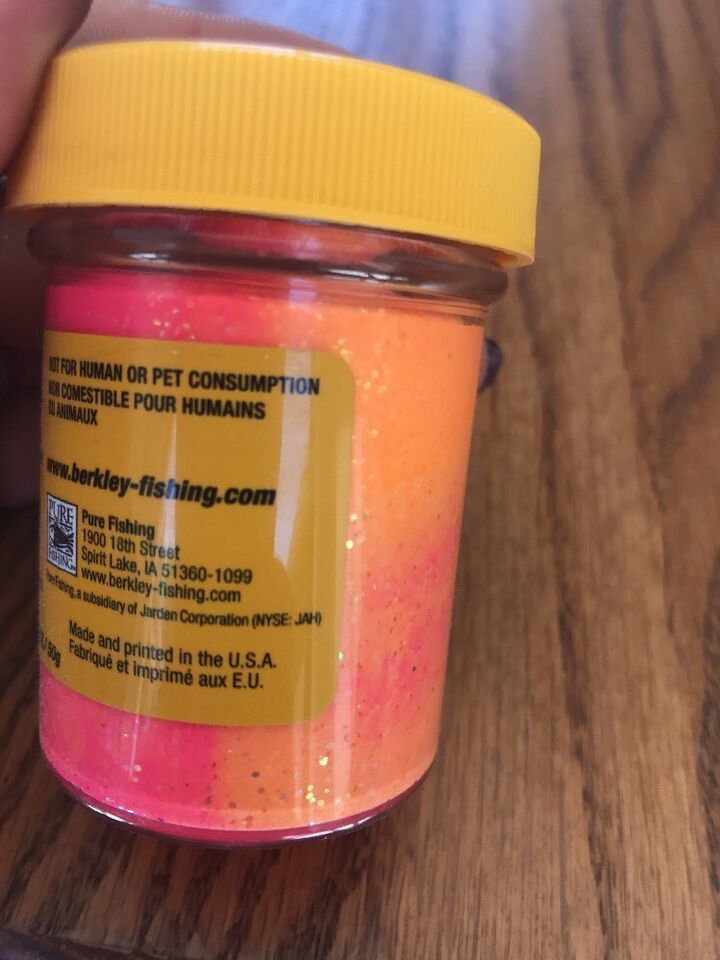 NOT FOR HUMAN OR PET CONSUMPTION
NON COMESTIBLE POUR HUMAINS
OU ANIMAUX
www.berkley-fishing.com
PURE
FISHING
Pure Fishing
1900 18th Street
Spirit Lake, IA 51360-1099
www.berkley-fishing.com
Pure Fishing, a subsidiary of Jarden Corporation (NYSE: JAH)
Made and printed in the U.S.A.
/ 50g
Fabriqué et imprimé aux E.U.